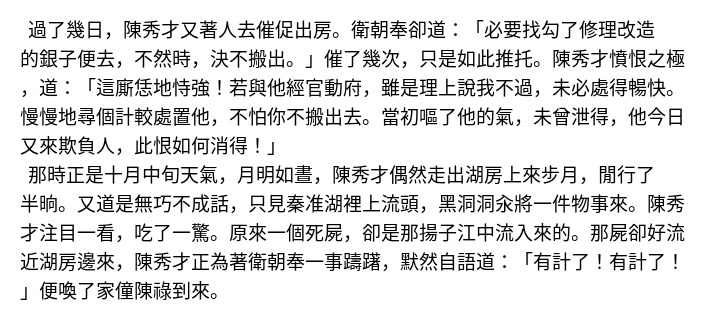 過了幾日，陳秀才又著人去催促出房。衛朝奉卻道：「必要找勾了修理改造
的銀子便去，不然時，決不搬出。」催了幾次，只是如此推托。陳秀才憤恨之極
，道：「這廝恁地恃強！若與他經官動府，雖是理上說我不過，未必處得暢快。
慢慢地尋個計較處置他，不怕你不搬出去。當初嘔了他的氣，未曾泄得，他今日
又來欺負人，此恨如何消得！」
那時正是十月中旬天氣，月明如晝，陳秀才偶然走出湖房上來步月，閒行了
半晌。又道是無巧不成話，只見秦淮湖裡上流頭，黑洞洞氽將一件物事來。陳秀
才注目一看，吃了一驚。原來一個死屍，卻是那揚子江中流入來的。那屍卻好流
近湖房邊來，陳秀才正為著衛朝奉一事躊躇，默然自語道：「有計了！有計了！
」便喚了家僮陳祿到來。